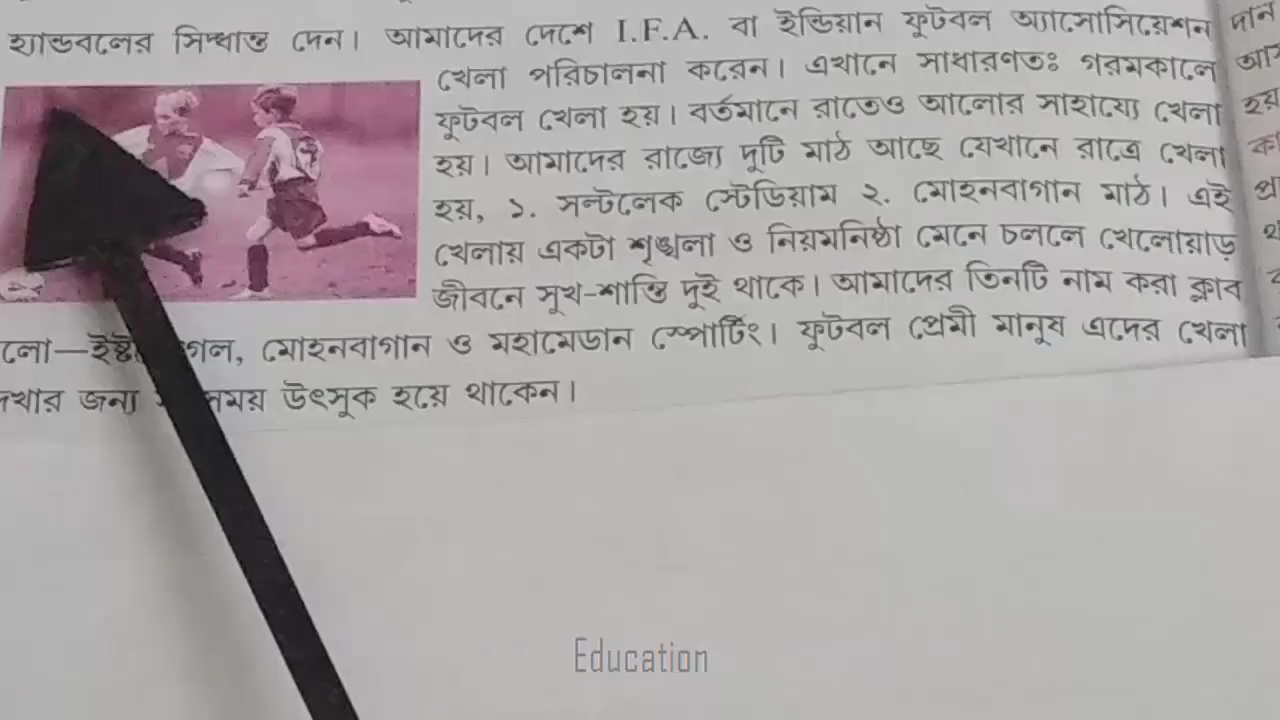 হ্যান্ডবলের সিদ্ধান্ত দেন। আমাদের দেশে I.F.A. বা ইন্ডিয়ান ফুটবল অ্যাসোসিয়েশন
খেলা পরিচালনা করেন। এখানে সাধারণতঃ গরমকালে
ফুটবল খেলা হয়। বর্তমানে রাতেও আলোর সাহায্যে খেলা
হয়। আমাদের রাজ্যে দুটি মাঠ আছে যেখানে রাত্রে খেলা
হয়, ১. সল্টলেক স্টেডিয়াম ২. মোহনবাগান মাঠ। এই
খেলায় একটা শৃঙ্খলা ও নিয়মনিষ্ঠা মেনে চললে খেলোয়াড়
জীবনে সুখ-শান্তি দুই থাকে। আমাদের তিনটি নাম করা ক্লাব
মোহনবাগান ও মহামেডান স্পোর্টিং। ফুটবল প্রেমী মানুষ এদের খেলা
জন্য উৎসুক হয়ে থাকেন।
Education